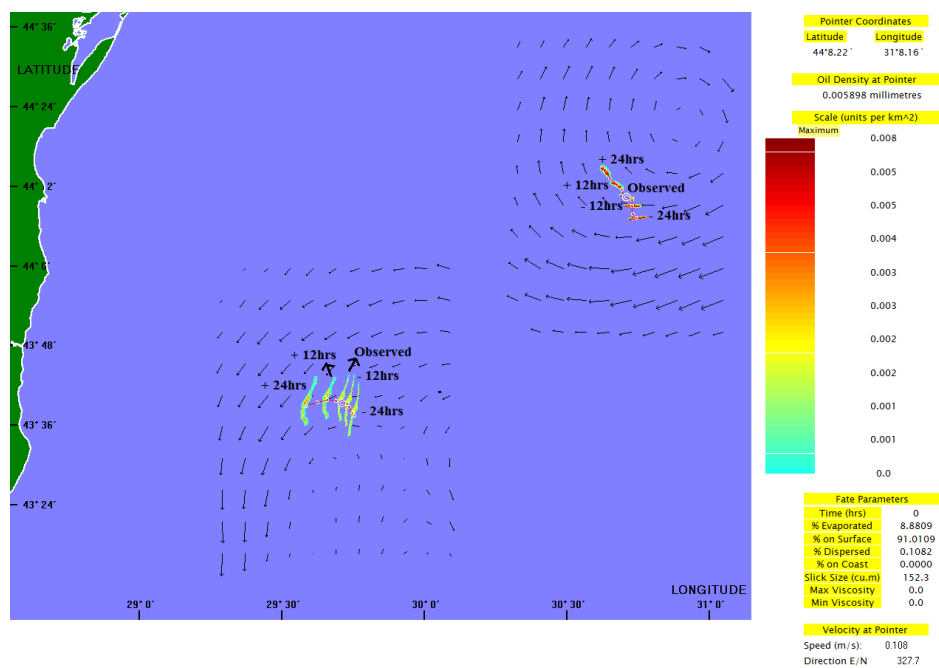 44° 36′
LATITUDE
44° 24′
44° 2′
44° 6′
43° 48′
43° 36′
43° 24′
+ 24hrs
+ 12hrs
Observed
- 12hrs
- 24hrs
+ 12hrs
Observed
- 12hrs
+ 24hrs
- 24hrs
LONGITUDE
29° 0′ 29° 30′ 30° 0′ 30° 30′ 31° 0′
Pointer Coordinates
Latitude Longitude
44°8.22 ′ 31°8.16 ′
Oil Density at Pointer
0.005898 millimetres
Scale (units per km^2)
Maximum
0.008
0.005
0.004
0.003
0.002
0.002
0.001
0.001
0.0
Fate Parameters
Time (hrs) 0
% Evaporated 8.8809
% on Surface 91.0109
% Dispersed 0.1082
% on Coast 0.0000
Slick Size (cu.m) 152.3
Max Viscosity 0.0
Min Viscosity 0.0
Velocity at Pointer
Speed (m/s): 0.108
Direction E/N 327.7